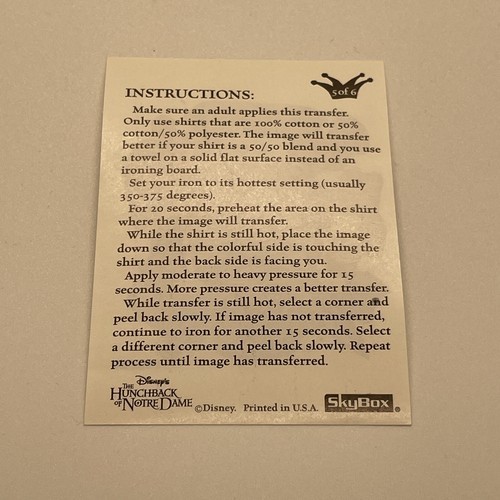 5 of 6
INSTRUCTIONS:
Make sure an adult applies this transfer.
Only use shirts that are 100% cotton or 50%
cotton/50% polyester. The image will transfer
better if your shirt is a 50/50 blend and you use
a towel on a solid flat surface instead of an
ironing board.
Set your iron to its hottest setting (usually
350-375 degrees).
For 20 seconds, preheat the area on the shirt
where the image will transfer.
While the shirt is still hot, place the image
down so that the colorful side is touching the
shirt and the back side is facing you.
Apply moderate to heavy pressure for 15
seconds. More pressure creates a better transfer.
While transfer is still hot, select a corner and
peel back slowly. If image has not transferred,
continue to iron for another 15 seconds. Select
a different corner and peel back slowly. Repeat
process until image has transferred.
Disney's
THE
HUNCHBACK
OF NOTRE DAME
©Disney. Printed in U.S.A. SkyBox ®